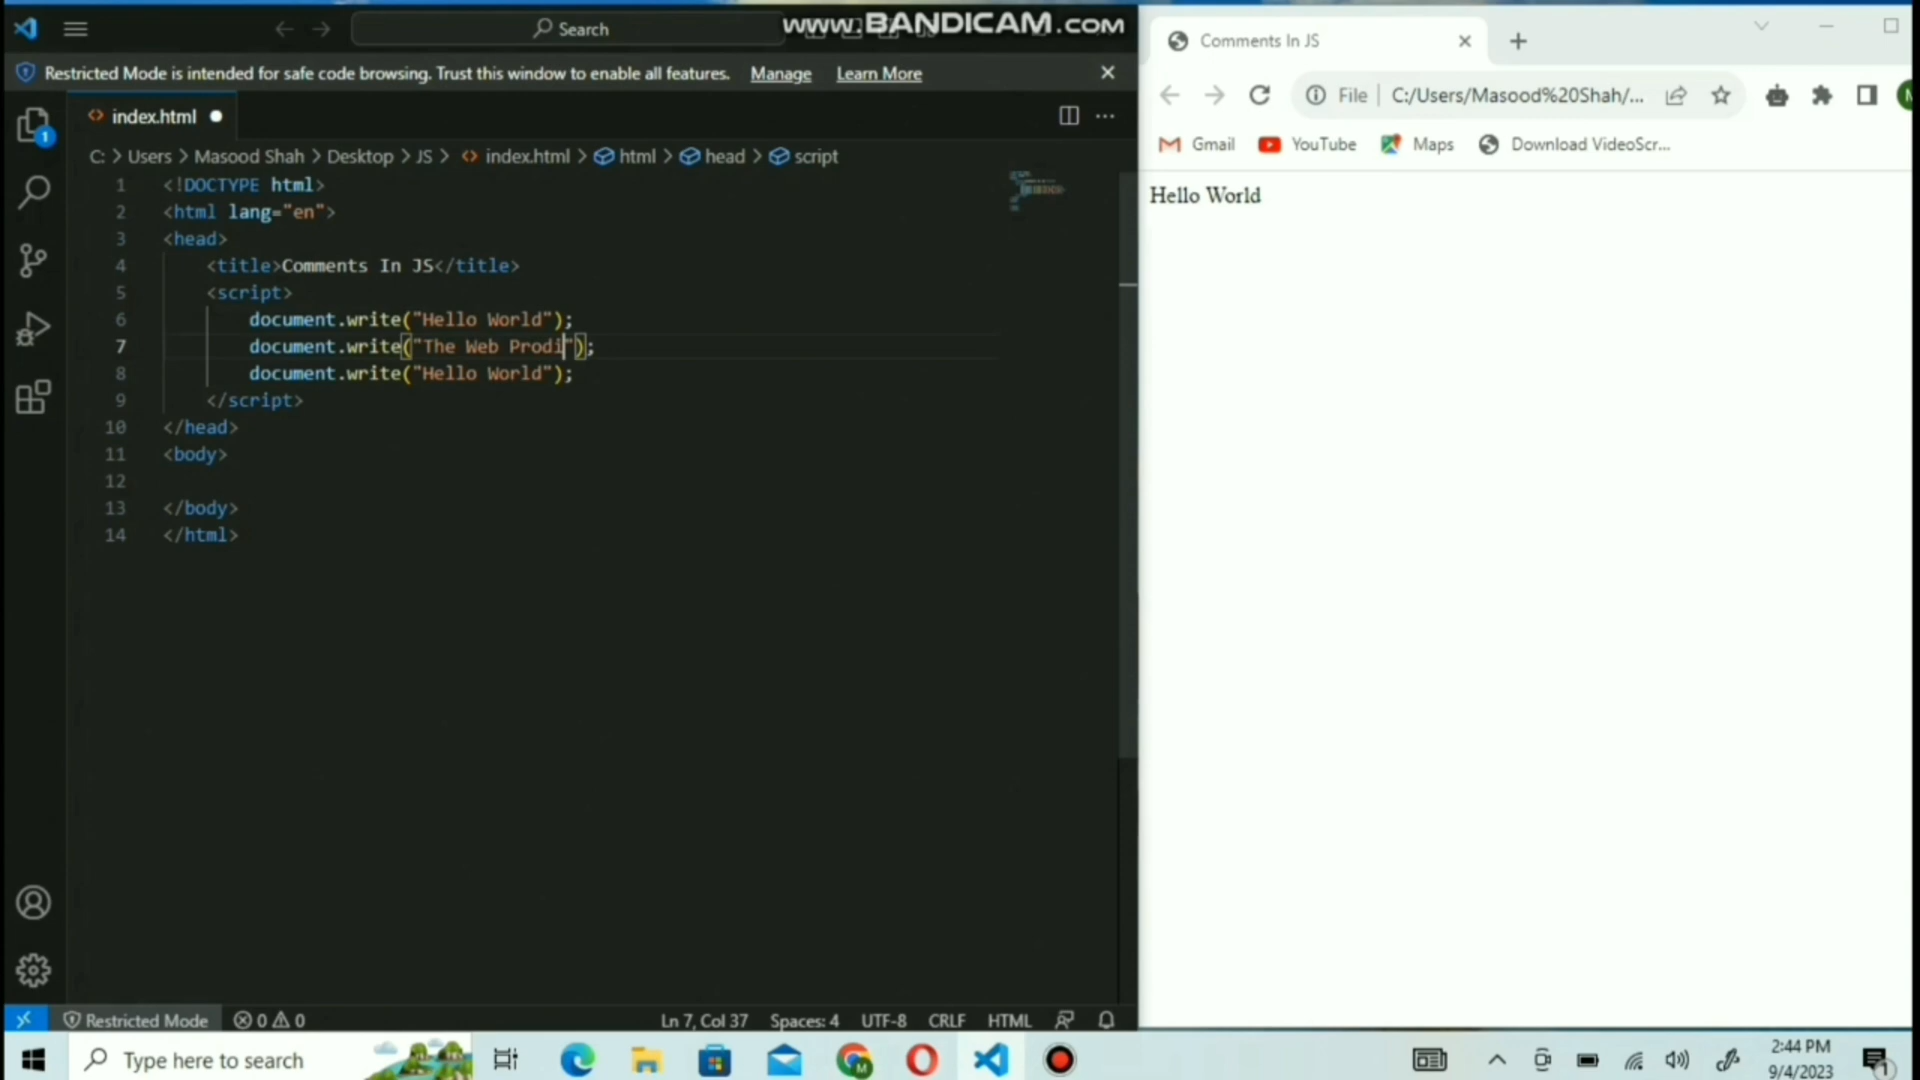 Search
www.BANDICAM.com
Restricted Mode is intended for safe code browsing. Trust this window to enable all features. Manage Learn More
index.html
C: > Users > Masood Shah > Desktop > JS > index.html > html > head > script
1 <!DOCTYPE html>
2 <html lang="en">
3 <head>
4 <title>Comments In JS</title>
5 <script>
6 document.write("Hello World");
7 document.write("The Web Prodi");
8 document.write("Hello World");
9 </script>
10 </head>
11 <body>
12
13 </body>
14 </html>
1
Restricted Mode 0 0 Ln 7, Col 37 Spaces: 4 UTF-8 CRLF HTML
Comments In JS
File C:/Users/Masood%20Shah/...
M
Gmail YouTube Maps Download VideoScr...
Hello World
Type here to search
M
2:44 PM
9/4/2023
1